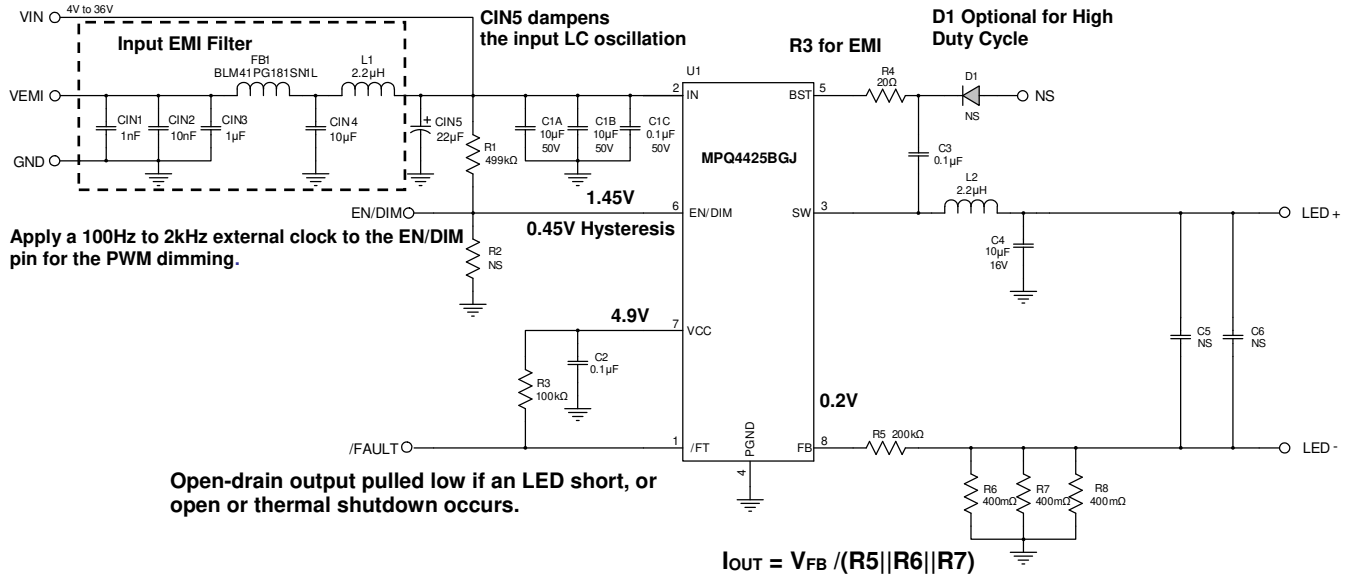 VIN
4V to 36V
CIN5 dampens
the input LC oscillation
D1 Optional for High
Duty Cycle
Input EMI Filter
R3 for EMI
FB1
BLM41PG181SN1L
L1
2.2µH
VEMI
CIN1
1nF
CIN2
10nF
CIN3
1µF
CIN4
10µF
CIN5
22µF
+
GND
R1
499kΩ
C1A
10µF
50V
C1B
10µF
50V
C1C
0.1µF
50V
U1
2
IN
BST
5
R4
20Ω
D1
NS
NS
MPQ4425BGJ
C3
0.1µF
L2
2.2µH
1.45V
EN/DIM
6
EN/DIM
SW
3
LED+
0.45V Hysteresis
Apply a 100Hz to 2kHz external clock to the EN/DIM
pin for the PWM dimming.
R2
NS
C4
10µF
16V
4.9V
7
VCC
C2
0.1µF
R3
100kΩ
C5
NS
C6
NS
0.2V
/FAULT
1
/FT
PGND
4
FB
8
R5 200kΩ
LED-
Open-drain output pulled low if an LED short, or
open or thermal shutdown occurs.
R6
400mΩ
R7
400mΩ
R8
400mΩ
IOUT = VFB /(R5||R6||R7)